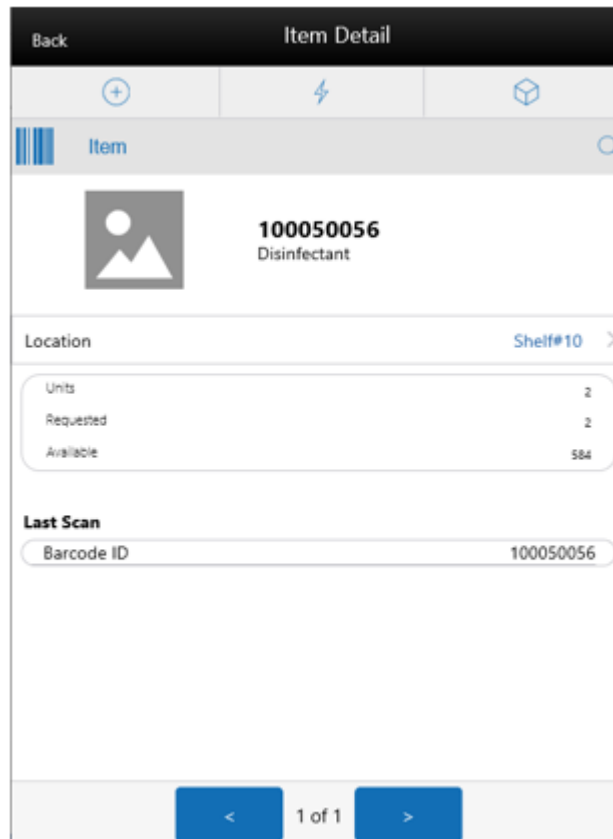 Back Item Detail
Item
100050056
Disinfectant
Location Shelf#10
Units 2
Requested 2
Available 584
Last Scan
Barcode ID 100050056
< 1 of 1 >